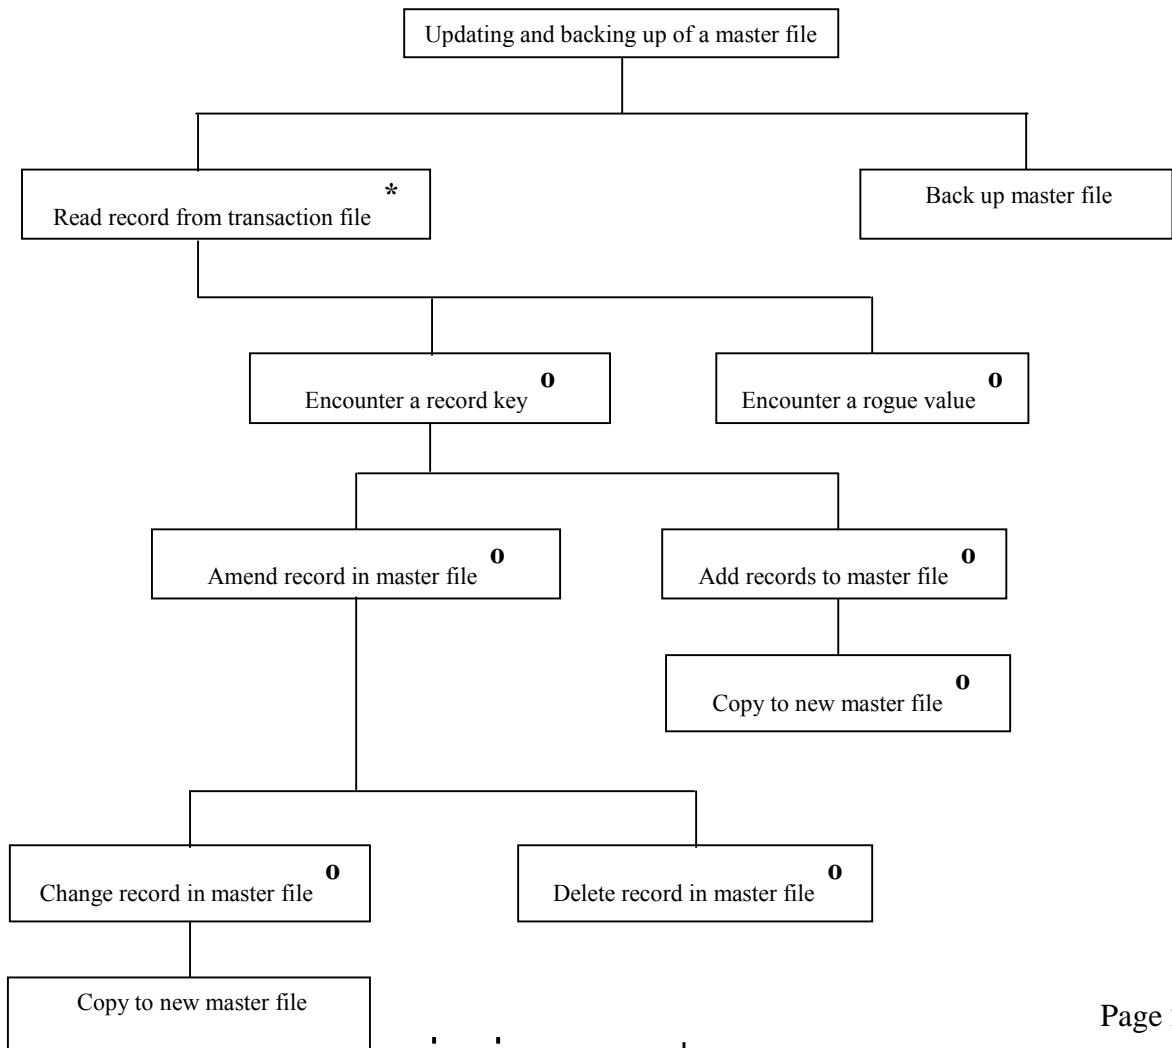 Updating and backing up of a master file
*
Read record from transaction file
Back up master file
o
Encounter a record key
o
Encounter a rogue value
o
Amend record in master file
o
Add records to master file
o
Copy to new master file
o
Change record in master file
o
Delete record in master file
Copy to new master file
Page